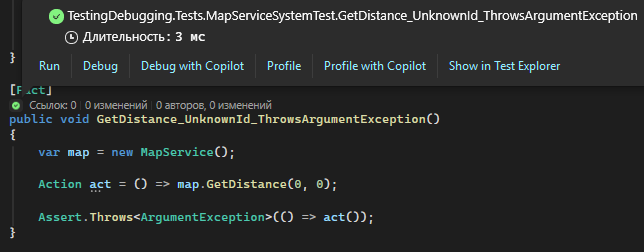 TestingDebugging.Tests.MapServiceSystemTest.GetDistance_UnknownId_ThrowsArgumentException
Длительность: 3 мс
Run Debug Debug with Copilot Profile Profile with Copilot Show in Test Explorer
}
[Fact]
Ссылок: 0 | 0 изменений | 0 авторов, 0 изменений
public void GetDistance_UnknownId_ThrowsArgumentException()
{
var map = new MapService();
Action act = () => map.GetDistance(0, 0);
Assert.Throws<ArgumentException>(() => act());
}